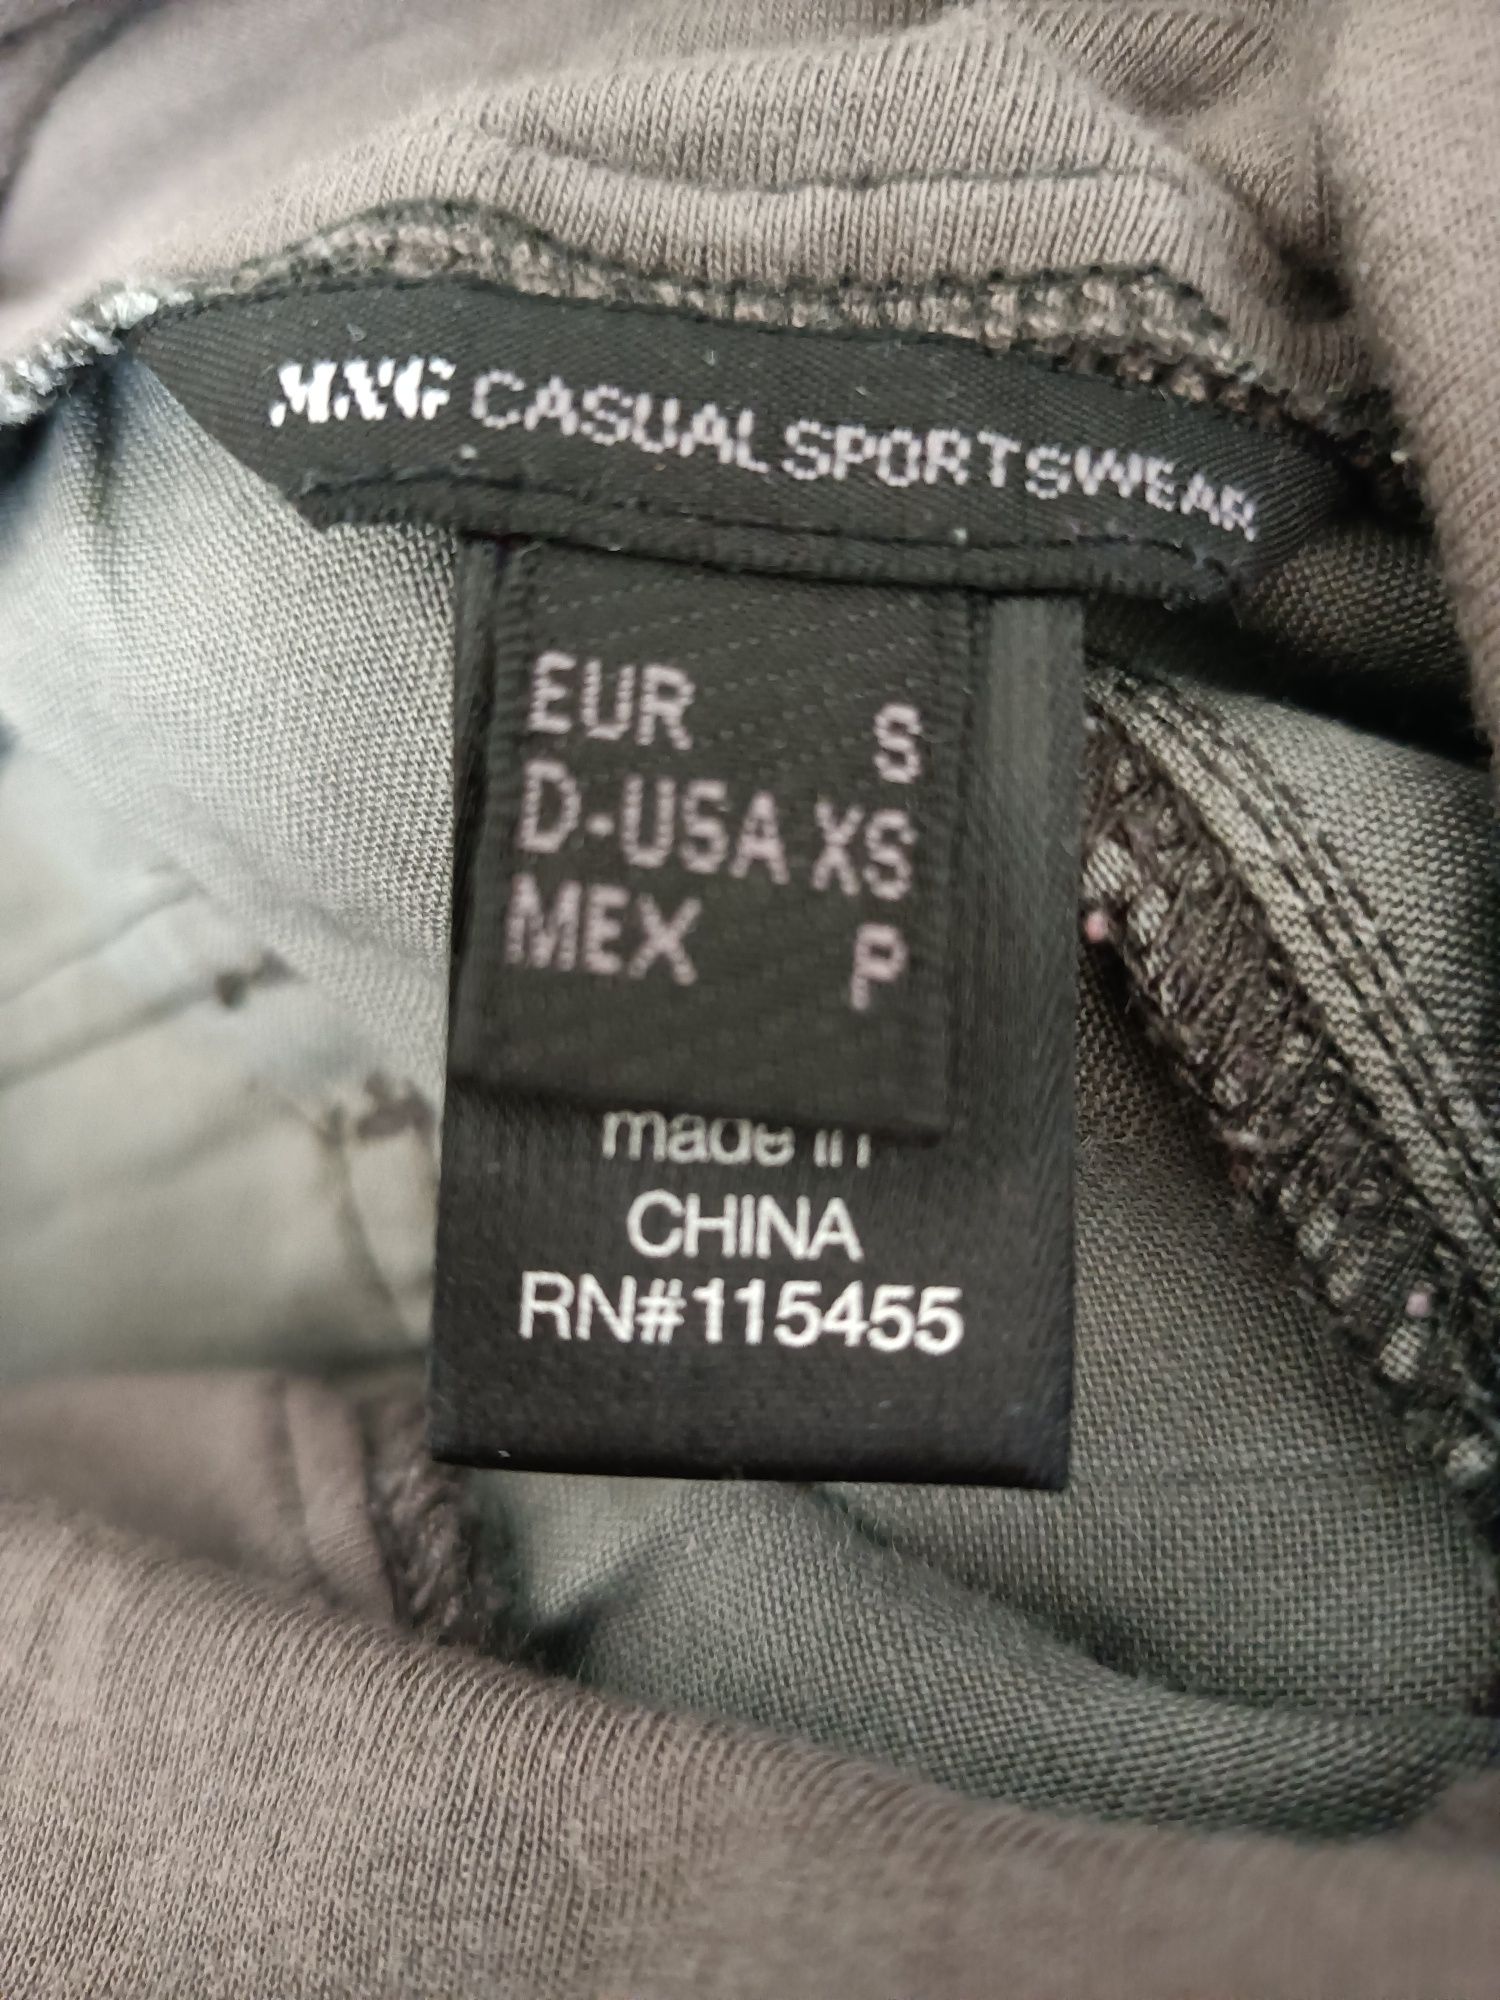 MNG CASUAL SPORTSWEAR
EUR S
D-USA XS
MEX P
made in
CHINA
RN#115455